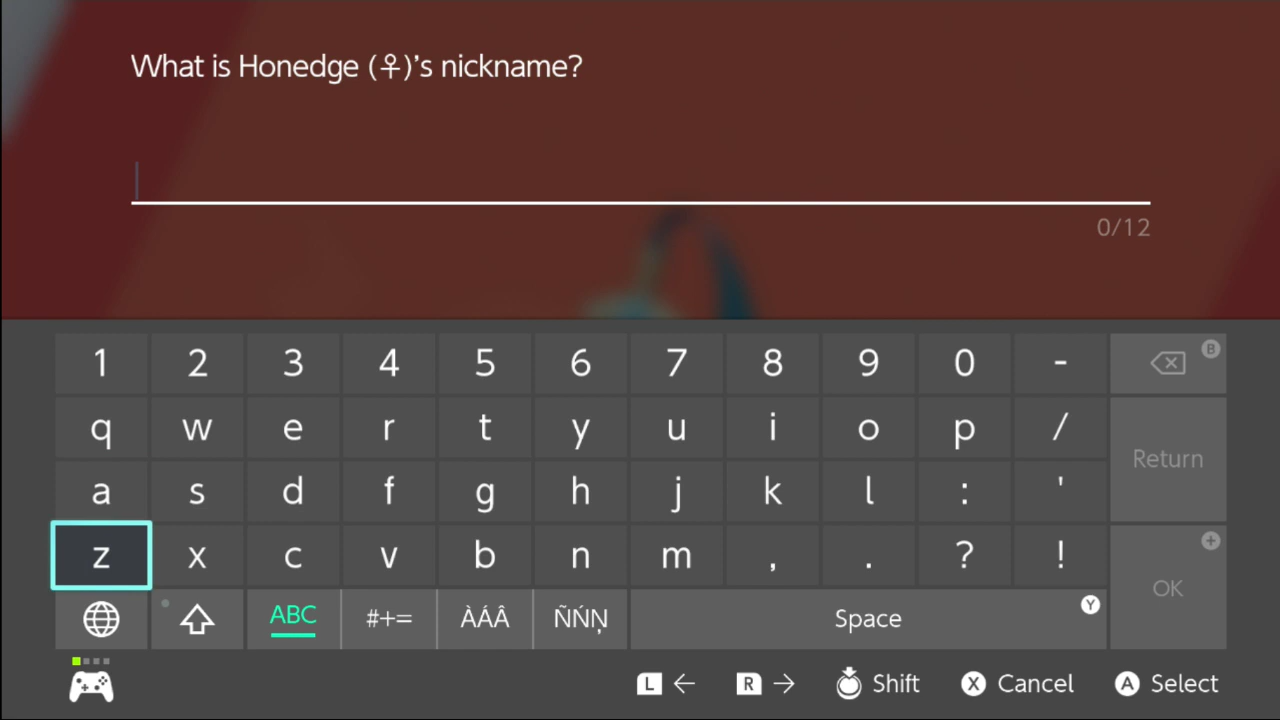 What is Honedge (♀)'s nickname?
0/12
1 2 3 4 5 6 7 8 9 0 - B
q w e r t y u i o p /
Return
a s d f g h j k l : '
z x c v b n m , . ? ! +
OK
ABC #+= ÀÁÂ ÑŃŅ Space Y
L ← R → Shift X Cancel A Select